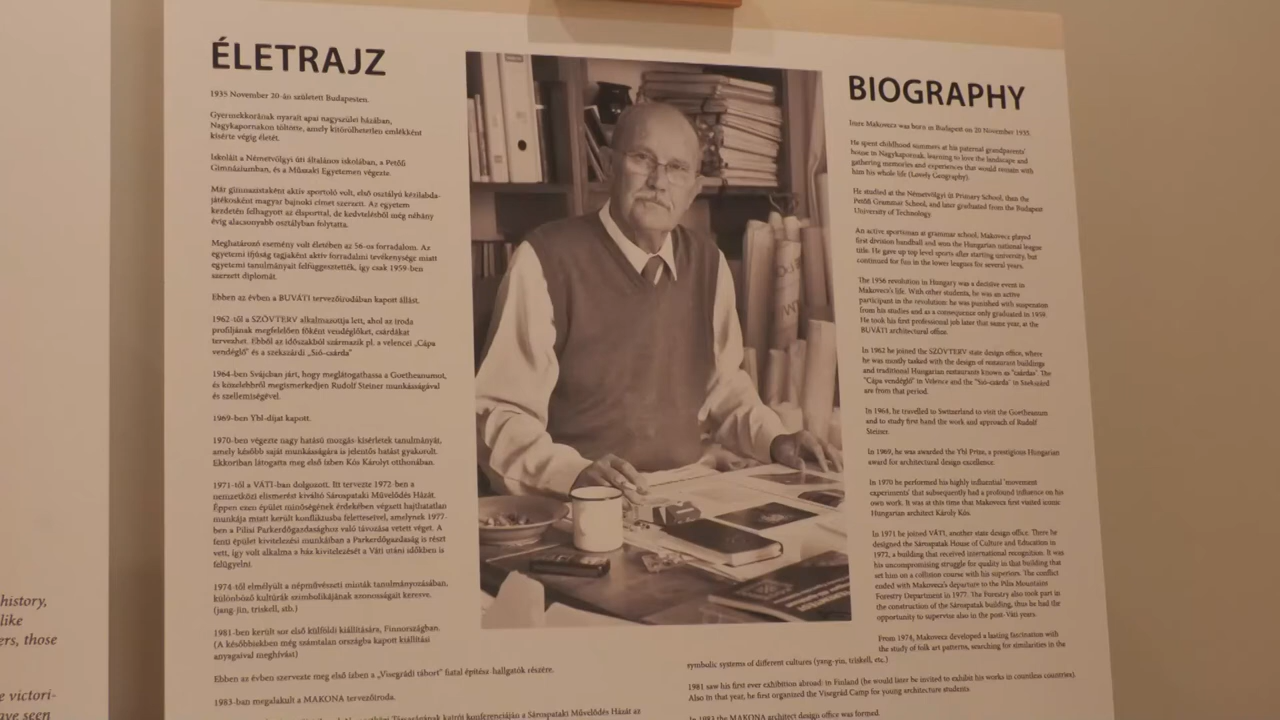 ÉLETRAJZ
1935 November 20-án született Budapesten.
Gyermekkorának nyarait apai nagyszülei házában,
Nagykapornakon töltötte, amely kitörölhetetlen emlékként
kísérte végig életét.
Iskoláit a Németvölgyi úti általános iskolában, a Petőfi
Gimnáziumban, és a Műszaki Egyetemen végezte.
Már gimnazistaként aktív sportoló volt, első osztályú kézilabda-
játékosként magyar bajnoki címet szerzett. Az egyetem
kezdetén felhagyott az élsporttal, de kedvtelésből még néhány
évig alacsonyabb osztályban folytatta.
Meghatározó esemény volt életében az 56-os forradalom. Az
egyetemi ifjúság tagjaként aktív forradalmi tevékenysége miatt
egyetemi tanulmányait felfüggesztették, így csak 1959-ben
szerzett diplomát.
Ebben az évben a BUVÁTI tervezőirodában kapott állást.
1962-től a SZÖVTERV alkalmazottja lett, ahol az iroda
profiljának megfelelően főként vendéglőket, csárdákat
tervezhet. Ebből az időszakból származik pl. a velencei „Cápa
vendéglő" és a szekszárdi „Sió-csárda"
1964-ben Svájcban járt, hogy meglátogathassa a Goetheanumot,
és közelebbről megismerkedjen Rudolf Steiner munkásságával
és szellemiségével.
1969-ben Ybl-díjat kapott.
1970-ben végezte nagy hatású mozgás-kísérletek tanulmányát,
amely később saját munkásságára is jelentős hatást gyakorolt.
Ekkoriban látogatta meg első ízben Kós Károlyt otthonában.
1971-től a VÁTI-ban dolgozott. Itt tervezte 1972-ben a
nemzetközi elismerést kiváltó Sárospataki Művelődés Házát.
Éppen ezen épület minőségének érdekében végzett hajthatatlan
munkája miatt került konfliktusba feletteseivel, amelynek 1977-
ben a Pilisi Parkerdőgazdasághoz való távozása vetett véget. A
fenti épület kivitelezési munkáiban a Parkerdőgazdaság is részt
vett, így volt alkalma a ház kivitelezését a Váti utáni időkben is
felügyelni.
1974-től elmélyült a népművészeti minták tanulmányozásában,
különböző kultúrák szimbolikájának azonosságait keresve.
(jang-jin, triskell, stb.)
1981-ben került sor első külföldi kiállítására, Finnországban.
(A későbbiekben még számtalan országba kapott kiállítási
anyagaival meghívást)
Ebben az évben szervezte meg első ízben a „Visegrádi tábort" fiatal építész-hallgatók részére.
1983-ban megalakult a MAKONA tervezőiroda.
konferenciáján a Sárospataki Művelődés Házát az
BIOGRAPHY
Imre Makovecz was born in Budapest on 20 November 1935.
He spent childhood summers at his paternal grandparents'
house in Nagykapornak, learning to love the landscape and
gathering memories and experiences that would remain with
him his whole life (Lovely Geography).
He studied at the Németvölgyi út Primary School, then the
Petőfi Grammar School, and later graduated from the Budapest
University of Technology.
An active sportsman at grammar school, Makovecz played
first division handball and won the Hungarian national league
title. He gave up top level sports after starting university, but
continued for fun in the lower leagues for several years.
The 1956 revolution in Hungary was a decisive event in
Makovecz's life. With other students, he was an active
participant in the revolution: he was punished with suspension
from his studies and as a consequence only graduated in 1959.
He took his first professional job later that same year, at the
BUVÁTI architectural office.
In 1962 he joined the SZÖVTERV state design office, where
he was mostly tasked with the design of restaurant buildings
and traditional Hungarian restaurants known as "csárdas". The
"Cápa vendéglő" in Velence and the "Sió-csárda" in Szekszárd
are from that period.
In 1964, he travelled to Switzerland to visit the Goetheanum
and to study first hand the work and approach of Rudolf
Steiner.
In 1969, he was awarded the Ybl Prize, a prestigious Hungarian
award for architectural design excellence.
In 1970 he performed his highly influential 'movement
experiments' that subsequently had a profound influence on his
own work. It was at this time that Makovecz first visited iconic
Hungarian architect Károly Kós.
In 1971 he joined VÁTI, another state design office. There he
designed the Sárospatak House of Culture and Education in
1972, a building that received international recognition. It was
his uncompromising struggle for quality in this building that
set him on a collision course with his superiors. The conflict
ended with Makovecz's departure to the Pilis Mountains
Forestry Department in 1977. The Forestry also took part in
the construction of the Sárospatak building, thus he had the
opportunity to supervise also in the post-Váti years.
From 1974, Makovecz developed a lasting fascination with
the study of folk art patterns, searching for similarities in the
symbolic systems of different cultures (yang-yin, triskell, etc.)
1981 saw his first ever exhibition abroad: in Finland (he would later be invited to exhibit his works in countless countries).
Also in that year, he first organized the Visegrád Camp for young architecture students
In 1983 the MAKONA architect design office was formed.
history,
like
ers, those
e victori-
ave seen